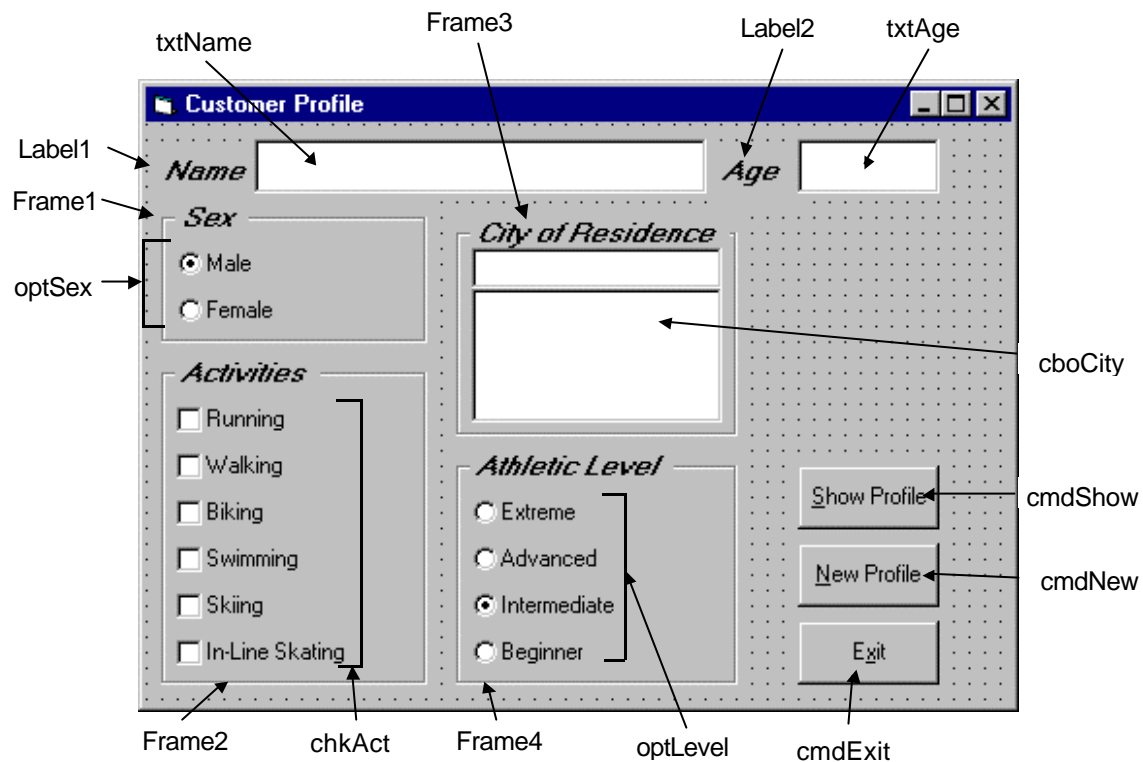 Frame3
Label2
txtAge
txtName
Customer Profile
Label1
Name
Age
Frame1
Sex
City of Residence
Male
optSex
Female
cboCity
Activities
Running
Walking
Athletic Level
Show Profile
cmdShow
Biking
Extreme
Swimming
Advanced
New Profile
cmdNew
Skiing
Intermediate
In-Line Skating
Beginner
Exit
Frame2
chkAct
Frame4
optLevel
cmdExit